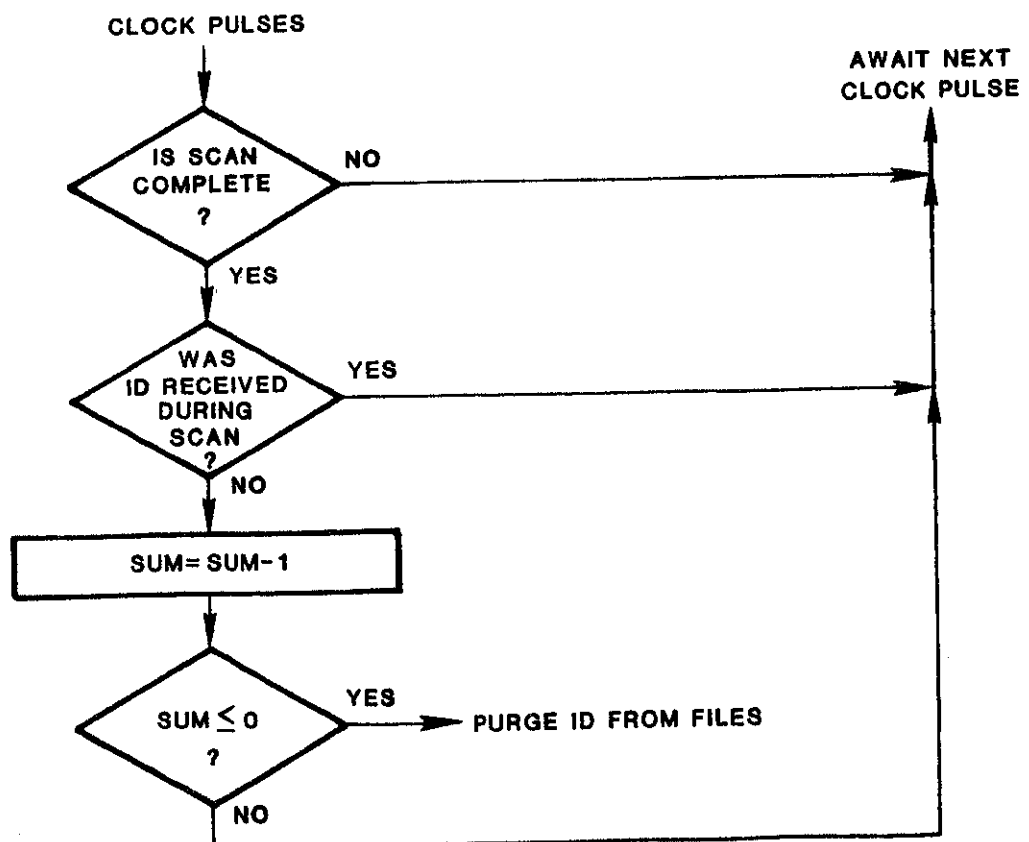 CLOCK PULSES
AWAIT NEXT
CLOCK PULSE
IS SCAN
COMPLETE
?
NO
YES
WAS
ID RECEIVED
DURING
SCAN
?
YES
NO
SUM=SUM-1
SUM ≤ 0
?
YES
PURGE ID FROM FILES
NO